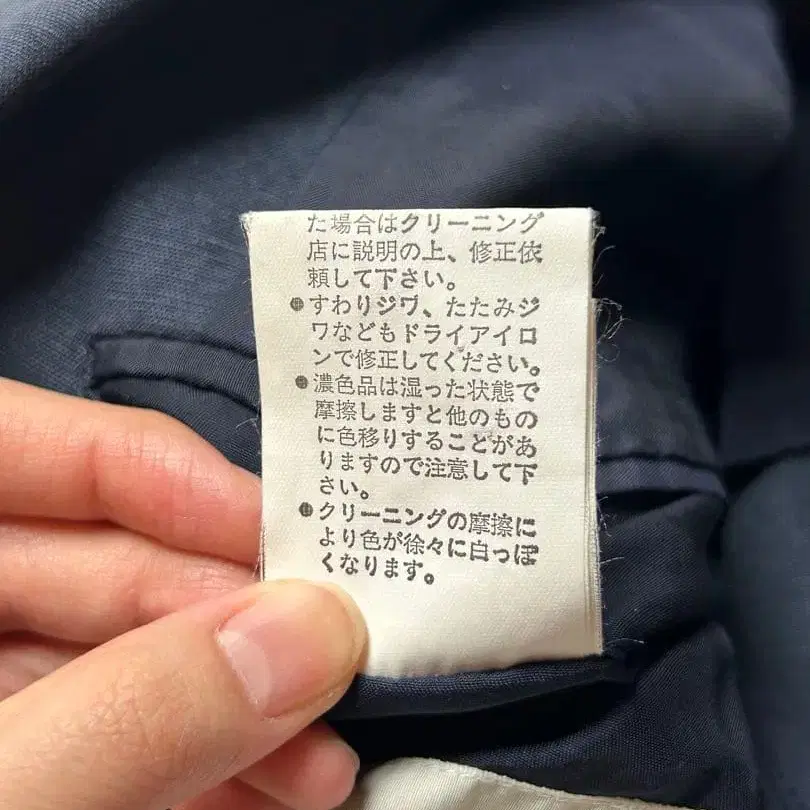 た場合はクリーニング
店に説明の上、修正依
頼して下さい。
●すわりジワ、たたみジ
ワなどもドライアイロ
ンで修正してください。
●濃色品は湿った状態で
摩擦しますと他のもの
に色移りすることがあ
りますので注意して下
さい。
●クリーニングの摩擦に
より色が徐々に白っぽ
くなります。